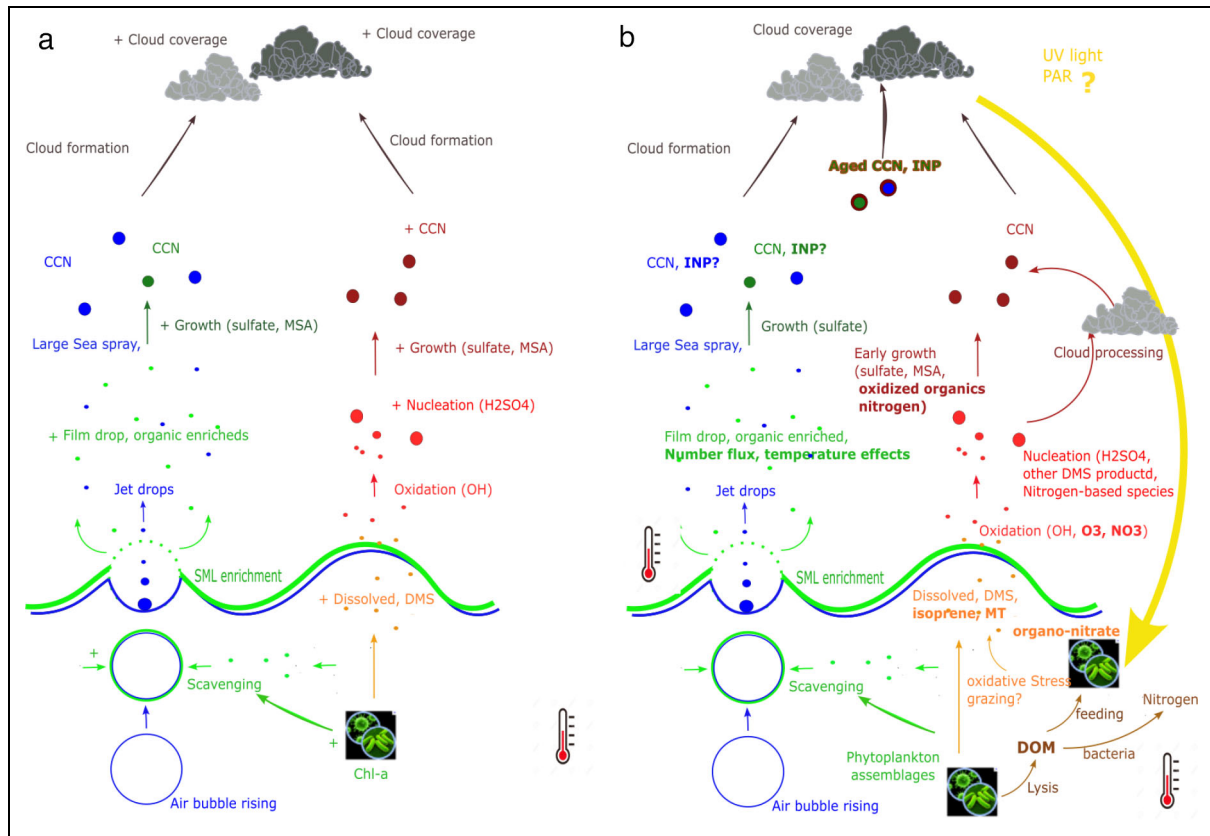 a
+ Cloud coverage
+ Cloud coverage
Cloud formation
Cloud formation
+ CCN
CCN
CCN
+ Growth (sulfate, MSA)
Large Sea spray,
+ Growth (sulfate, MSA)
+ Nucleation (H2SO4)
+ Film drop, organic enricheds
Jet drops
Oxidation (OH)
SML enrichment
+ Dissolved, DMS
+
Scavenging
+
Chl-a
Air bubble rising
b
Cloud coverage
UV light
PAR ?
Cloud formation
Aged CCN, INP
CCN
CCN, INP?
CCN, INP?
Growth (sulfate)
Large Sea spray,
Cloud processing
Early growth
(sulfate, MSA,
oxidized organics
nitrogen)
Film drop, organic enriched,
Number flux, temperature effects
Nucleation (H2SO4,
other DMS productd,
Nitrogen-based species
Jet drops
Oxidation (OH, O3, NO3)
SML enrichment
Dissolved, DMS,
isoprene, MT
organo-nitrate
Scavenging
oxidative Stress
grazing?
feeding
Nitrogen
DOM
bacteria
Phytoplankton
assemblages
Lysis
Air bubble rising